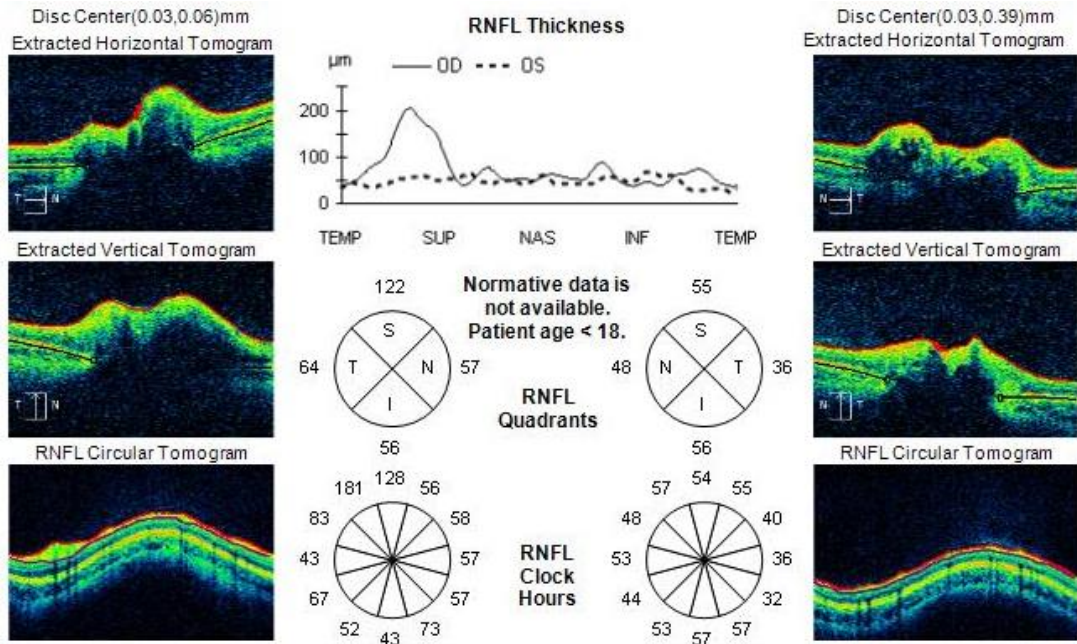 Disc Center(0.03,0.06)mm
Extracted Horizontal Tomogram
T N
Extracted Vertical Tomogram
T N
RNFL Circular Tomogram
RNFL Thickness
µm OD OS
200
100
0
TEMP SUP NAS INF TEMP
Normative data is
not available.
Patient age < 18.
122
S
64 T N 57
I
56
RNFL
Quadrants
55
S
48 N T 36
I
56
181 128 56
83 58
43 57
67 57
52 43 73
RNFL
Clock
Hours
57 54 55
48 40
53 36
44 32
53 57 57
Disc Center(0.03,0.39)mm
Extracted Horizontal Tomogram
N T
Extracted Vertical Tomogram
T N
RNFL Circular Tomogram